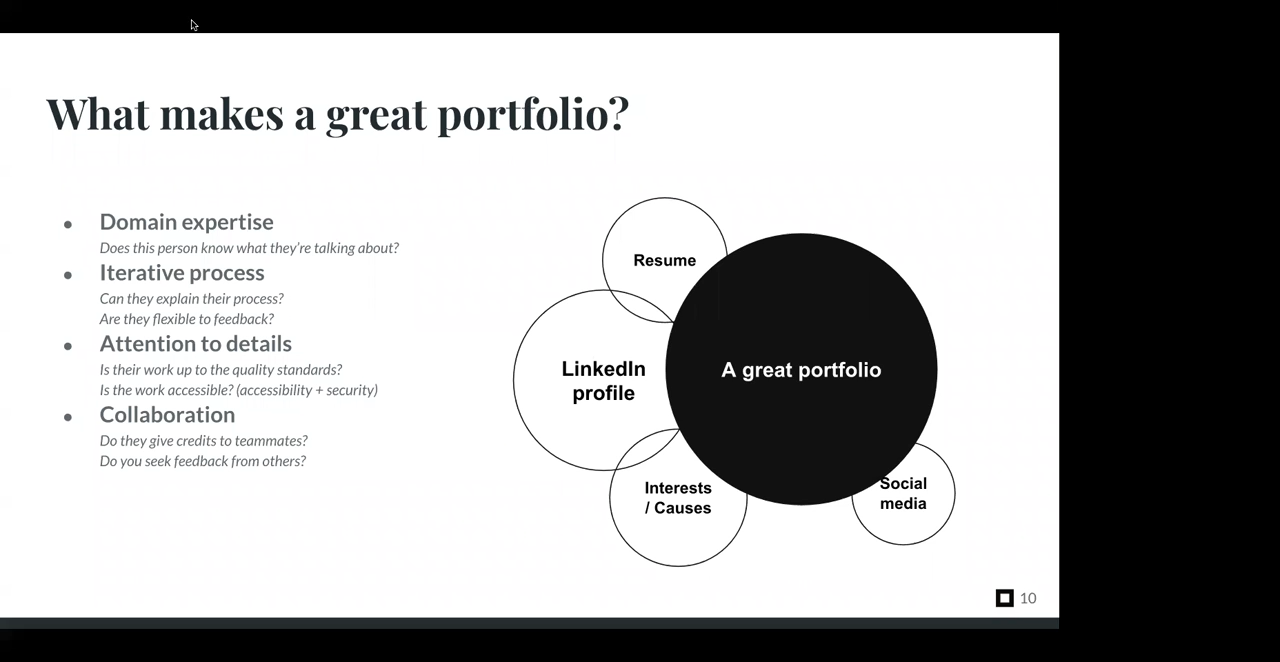 What makes a great portfolio?
● Domain expertise
Does this person know what they're talking about?
● Iterative process
Can they explain their process?
Are they flexible to feedback?
● Attention to details
Is their work up to the quality standards?
Is the work accessible? (accessibility + security)
● Collaboration
Do they give credits to teammates?
Do you seek feedback from others?
Resume
LinkedIn
profile
A great portfolio
Interests
/ Causes
Social
media
10